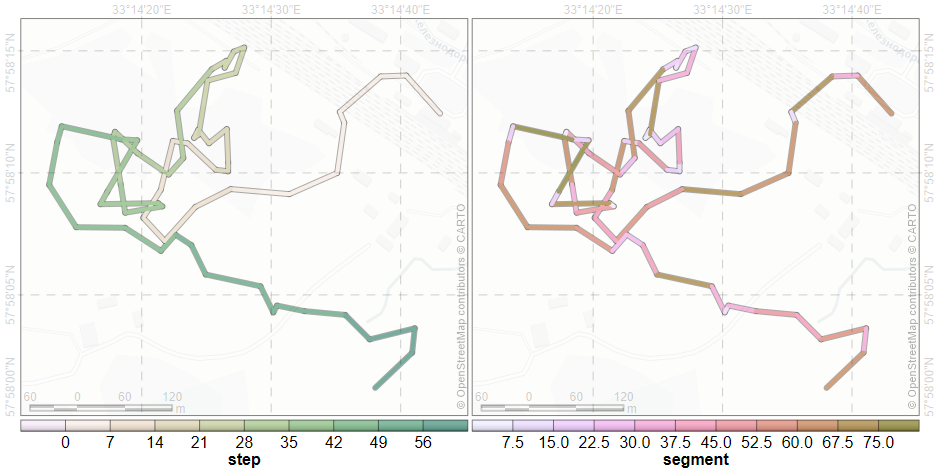 33°14'20"E 33°14'30"E 33°14'40"E 33°14'20"E 33°14'30"E 33°14'40"E
57°58'15"N
57°58'10"N
57°58'05"N
57°58'00"N
елезнодор
© OpenStreetMap contributors © CARTO
60 0 60 120
m
57°58'15"N
57°58'10"N
57°58'05"N
57°58'00"N
елезнодоро
© OpenStreetMap contributors © CARTO
60 0 60 120
m
0 7 14 21 28 35 42 49 56
step
7.5 15.0 22.5 30.0 37.5 45.0 52.5 60.0 67.5 75.0
segment